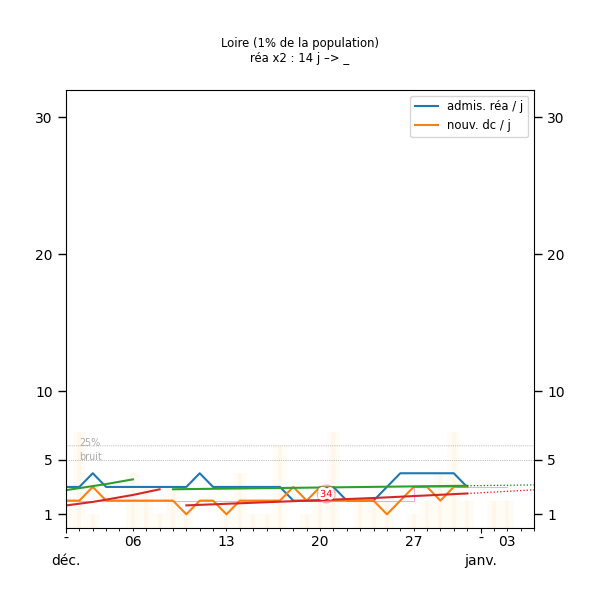 Loire (1% de la population)
réa x2 : 14 j –> _
admis. réa / j
nouv. dc / j
30 30
20 20
10 10
25%
5 bruit 5
34
1 1
- 06 13 20 27 - 03
déc. janv.